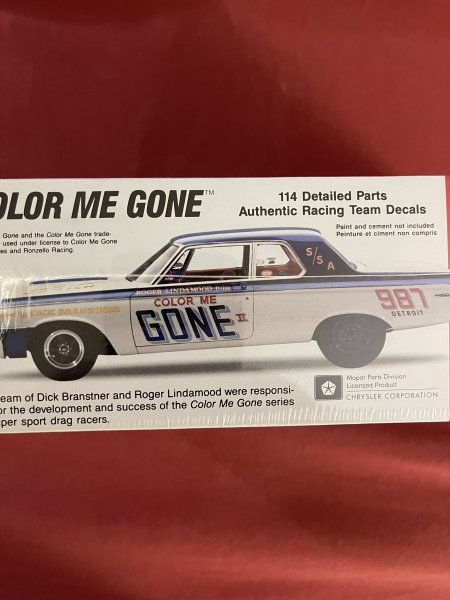 OLOR ME GONE™
114 Detailed Parts
Authentic Racing Team Decals
Gone and the Color Me Gone trade-
used under license to Color Me Gone
es and Ronzello Racing.
Paint and cement not included
Peinture et ciment non compris
S/SA
ROGER LINDAMOOD
DICK BRANSTNER
COLOR ME
GONE II
987
DETROIT
eam of Dick Branstner and Roger Lindamood were responsi-
or the development and success of the Color Me Gone series
per sport drag racers.
Mopar Parts Division
Licensed Product
CHRYSLER CORPORATION